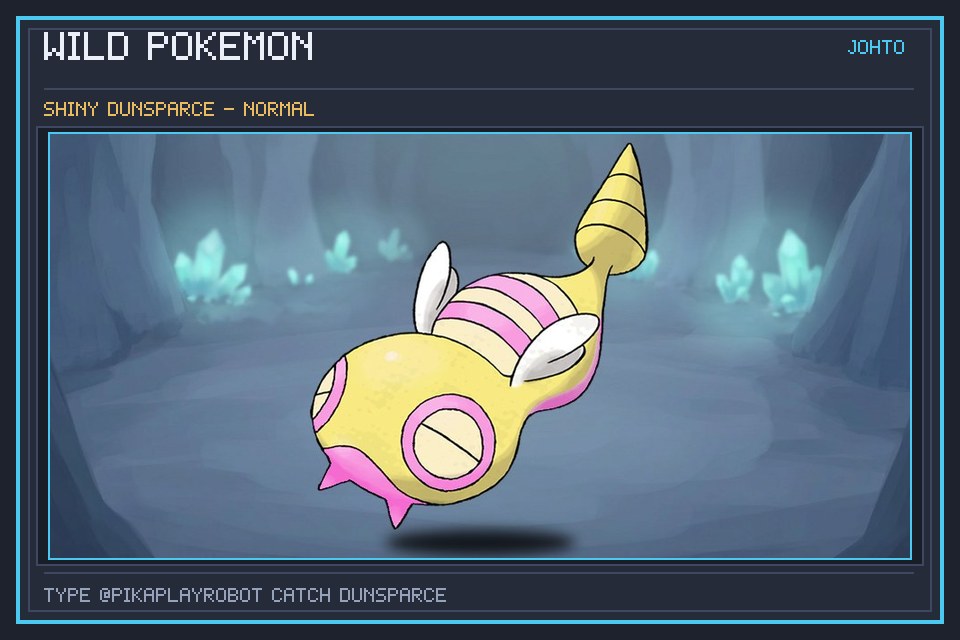 WILD POKEMON
JOHTO
SHINY DUNSPARCE - NORMAL
TYPE @PIKAPLAYROBOT CATCH DUNSPARCE